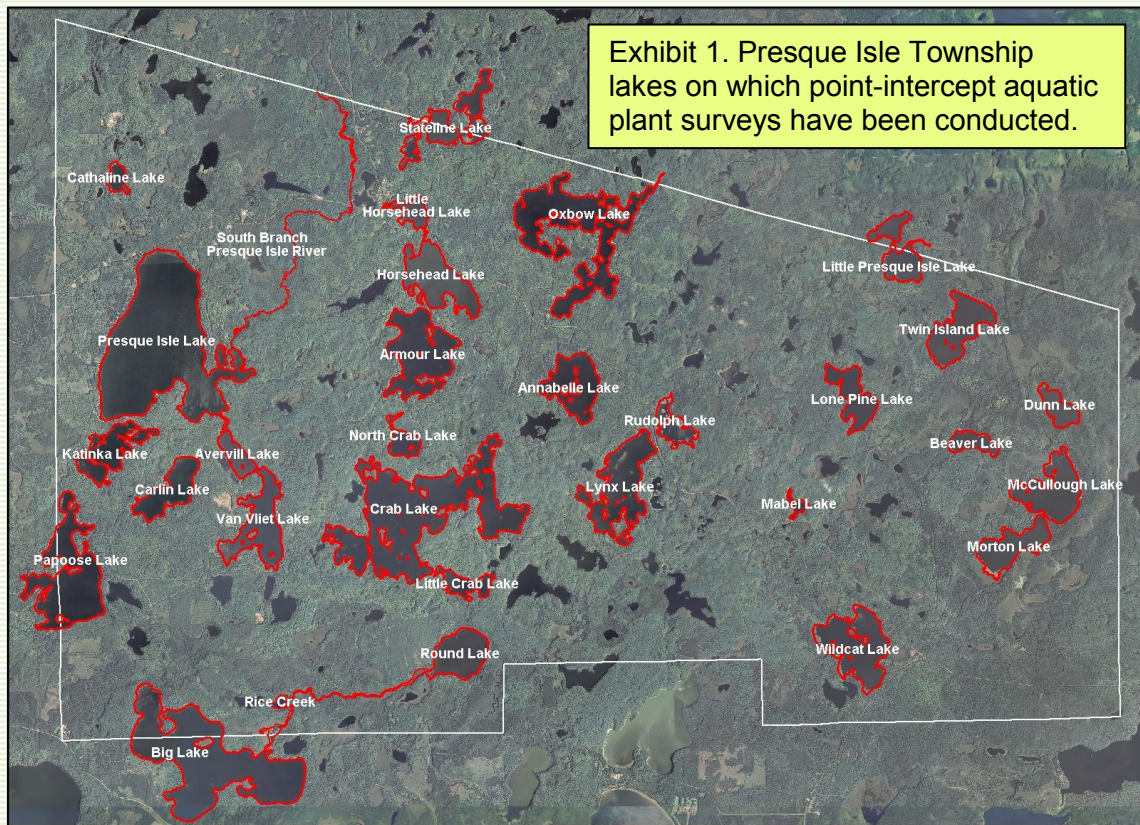 Exhibit 1. Presque Isle Township
lakes on which point-intercept aquatic
plant surveys have been conducted.
Stateline Lake
Cathaline Lake
Little
Horsehead Lake
Oxbow Lake
South Branch
Presque Isle River
Little Presque Isle Lake
Horsehead Lake
Twin Island Lake
Presque Isle Lake
Armour Lake
Annabelle Lake
Lone Pine Lake
Dunn Lake
Rudolph Lake
North Crab Lake
Beaver Lake
Katinka Lake
Avervill Lake
McCullough Lake
Carlin Lake
Lynx Lake
Mabel Lake
Crab Lake
Van Vliet Lake
Morton Lake
Papoose Lake
Little Crab Lake
Wildcat Lake
Round Lake
Rice Creek
Big Lake